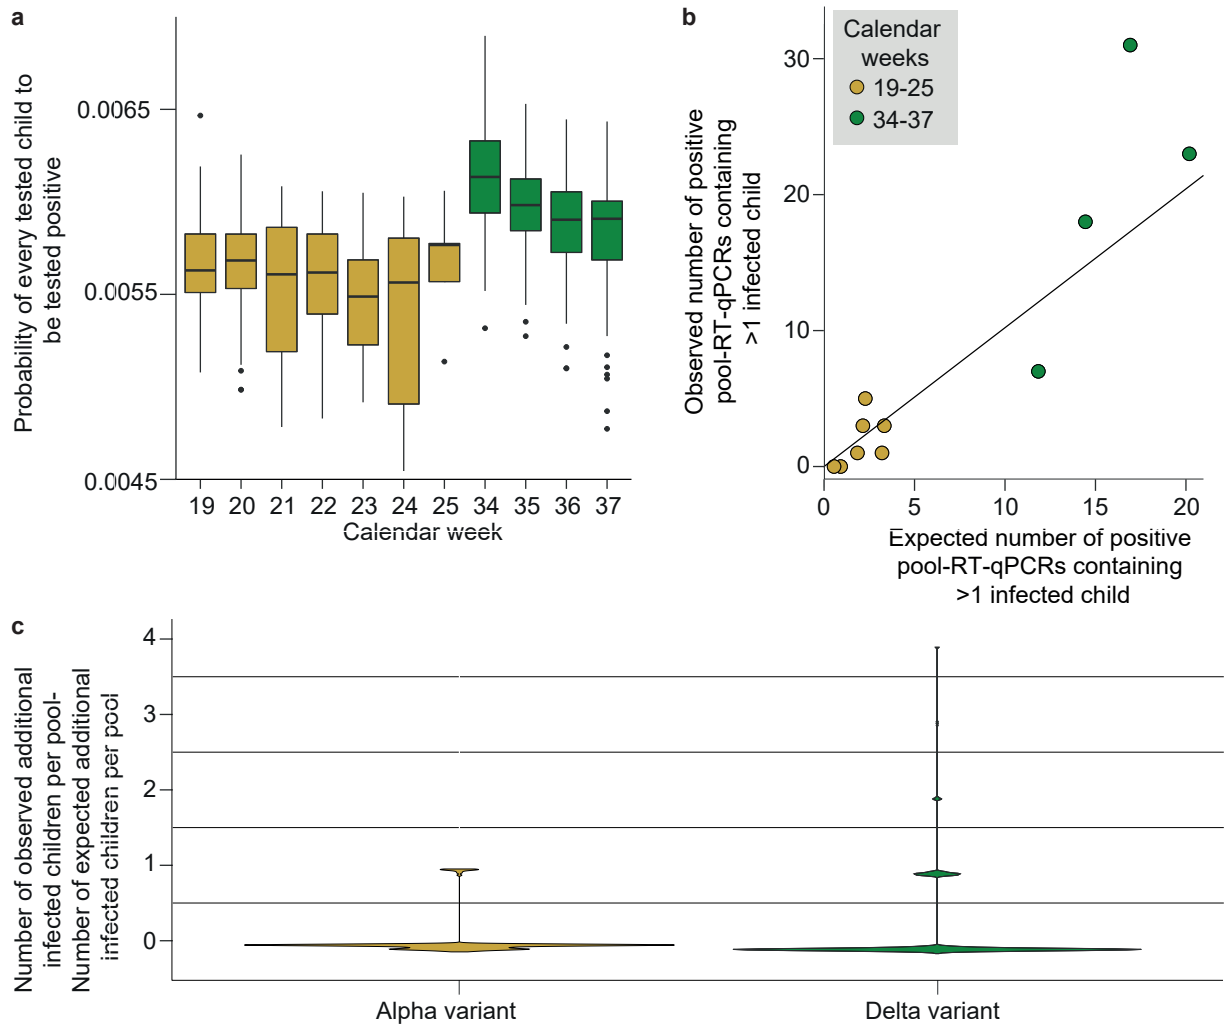 a
Probability of every tested child to
be tested positive
0.0065
0.0055
0.0045
19 20 21 22 23 24 25 34 35 36 37
Calendar week
b
Observed number of positive
pool-RT-qPCRs containing
>1 infected child
30
20
10
0
Calendar
weeks
19-25
34-37
0 5 10 15 20
Expected number of positive
pool-RT-qPCRs containing
>1 infected child
c
Number of observed additional
infected children per pool-
Number of expected additional
infected children per pool
4
3
2
1
0
Alpha variant
Delta variant